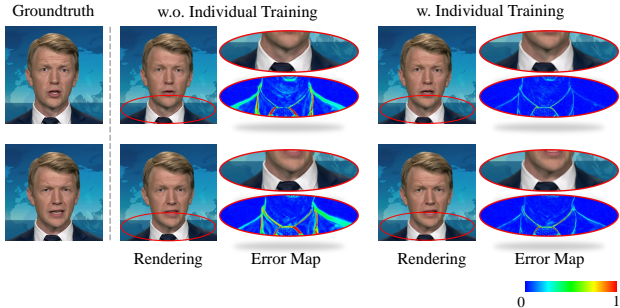 Groundtruth
w.o. Individual Training
w. Individual Training
Rendering
Error Map
Rendering
Error Map
0
1